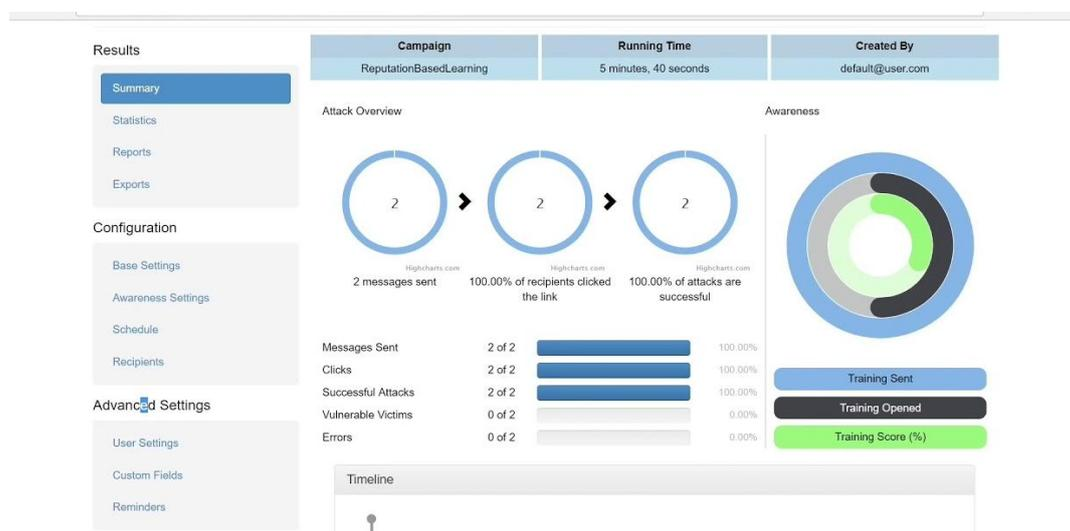 Results
Summary
Statistics
Reports
Exports
Configuration
Base Settings
Awareness Settings
Schedule
Recipients
Advanced Settings
User Settings
Custom Fields
Reminders
Campaign Running Time Created By
ReputationBasedLearning 5 minutes, 40 seconds default@user.com
Attack Overview
2 2 2
Highcharts.com Highcharts.com Highcharts.com
2 messages sent
100.00% of recipients clicked
the link
100.00% of attacks are
successful
Messages Sent 2 of 2 100.00%
Clicks 2 of 2 100.00%
Successful Attacks 2 of 2 100.00%
Vulnerable Victims 0 of 2 0.00%
Errors 0 of 2 0.00%
Awareness
Training Sent
Training Opened
Training Score (%)
Timeline